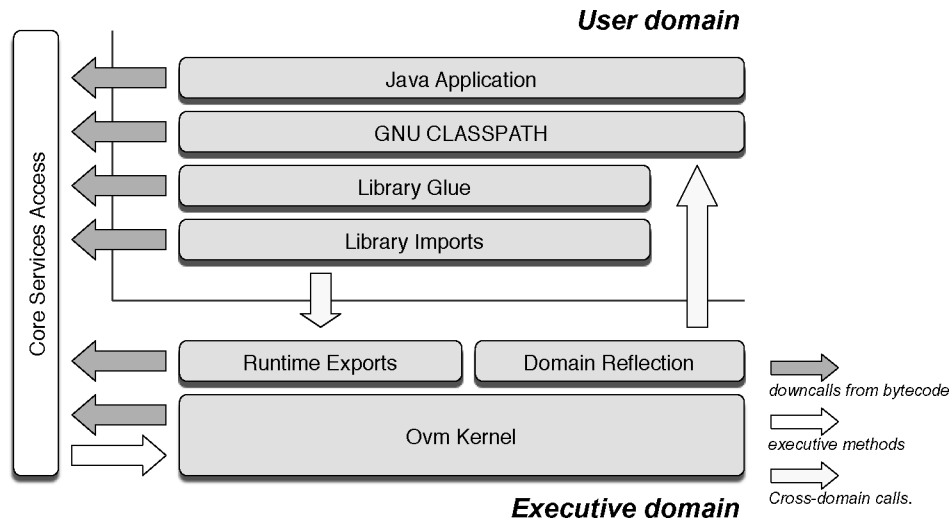 User domain
Core Services Access
Java Application
GNU CLASSPATH
Library Glue
Library Imports
Runtime Exports
Domain Reflection
Ovm Kernel
downcalls from bytecode
executive methods
Cross-domain calls.
Executive domain